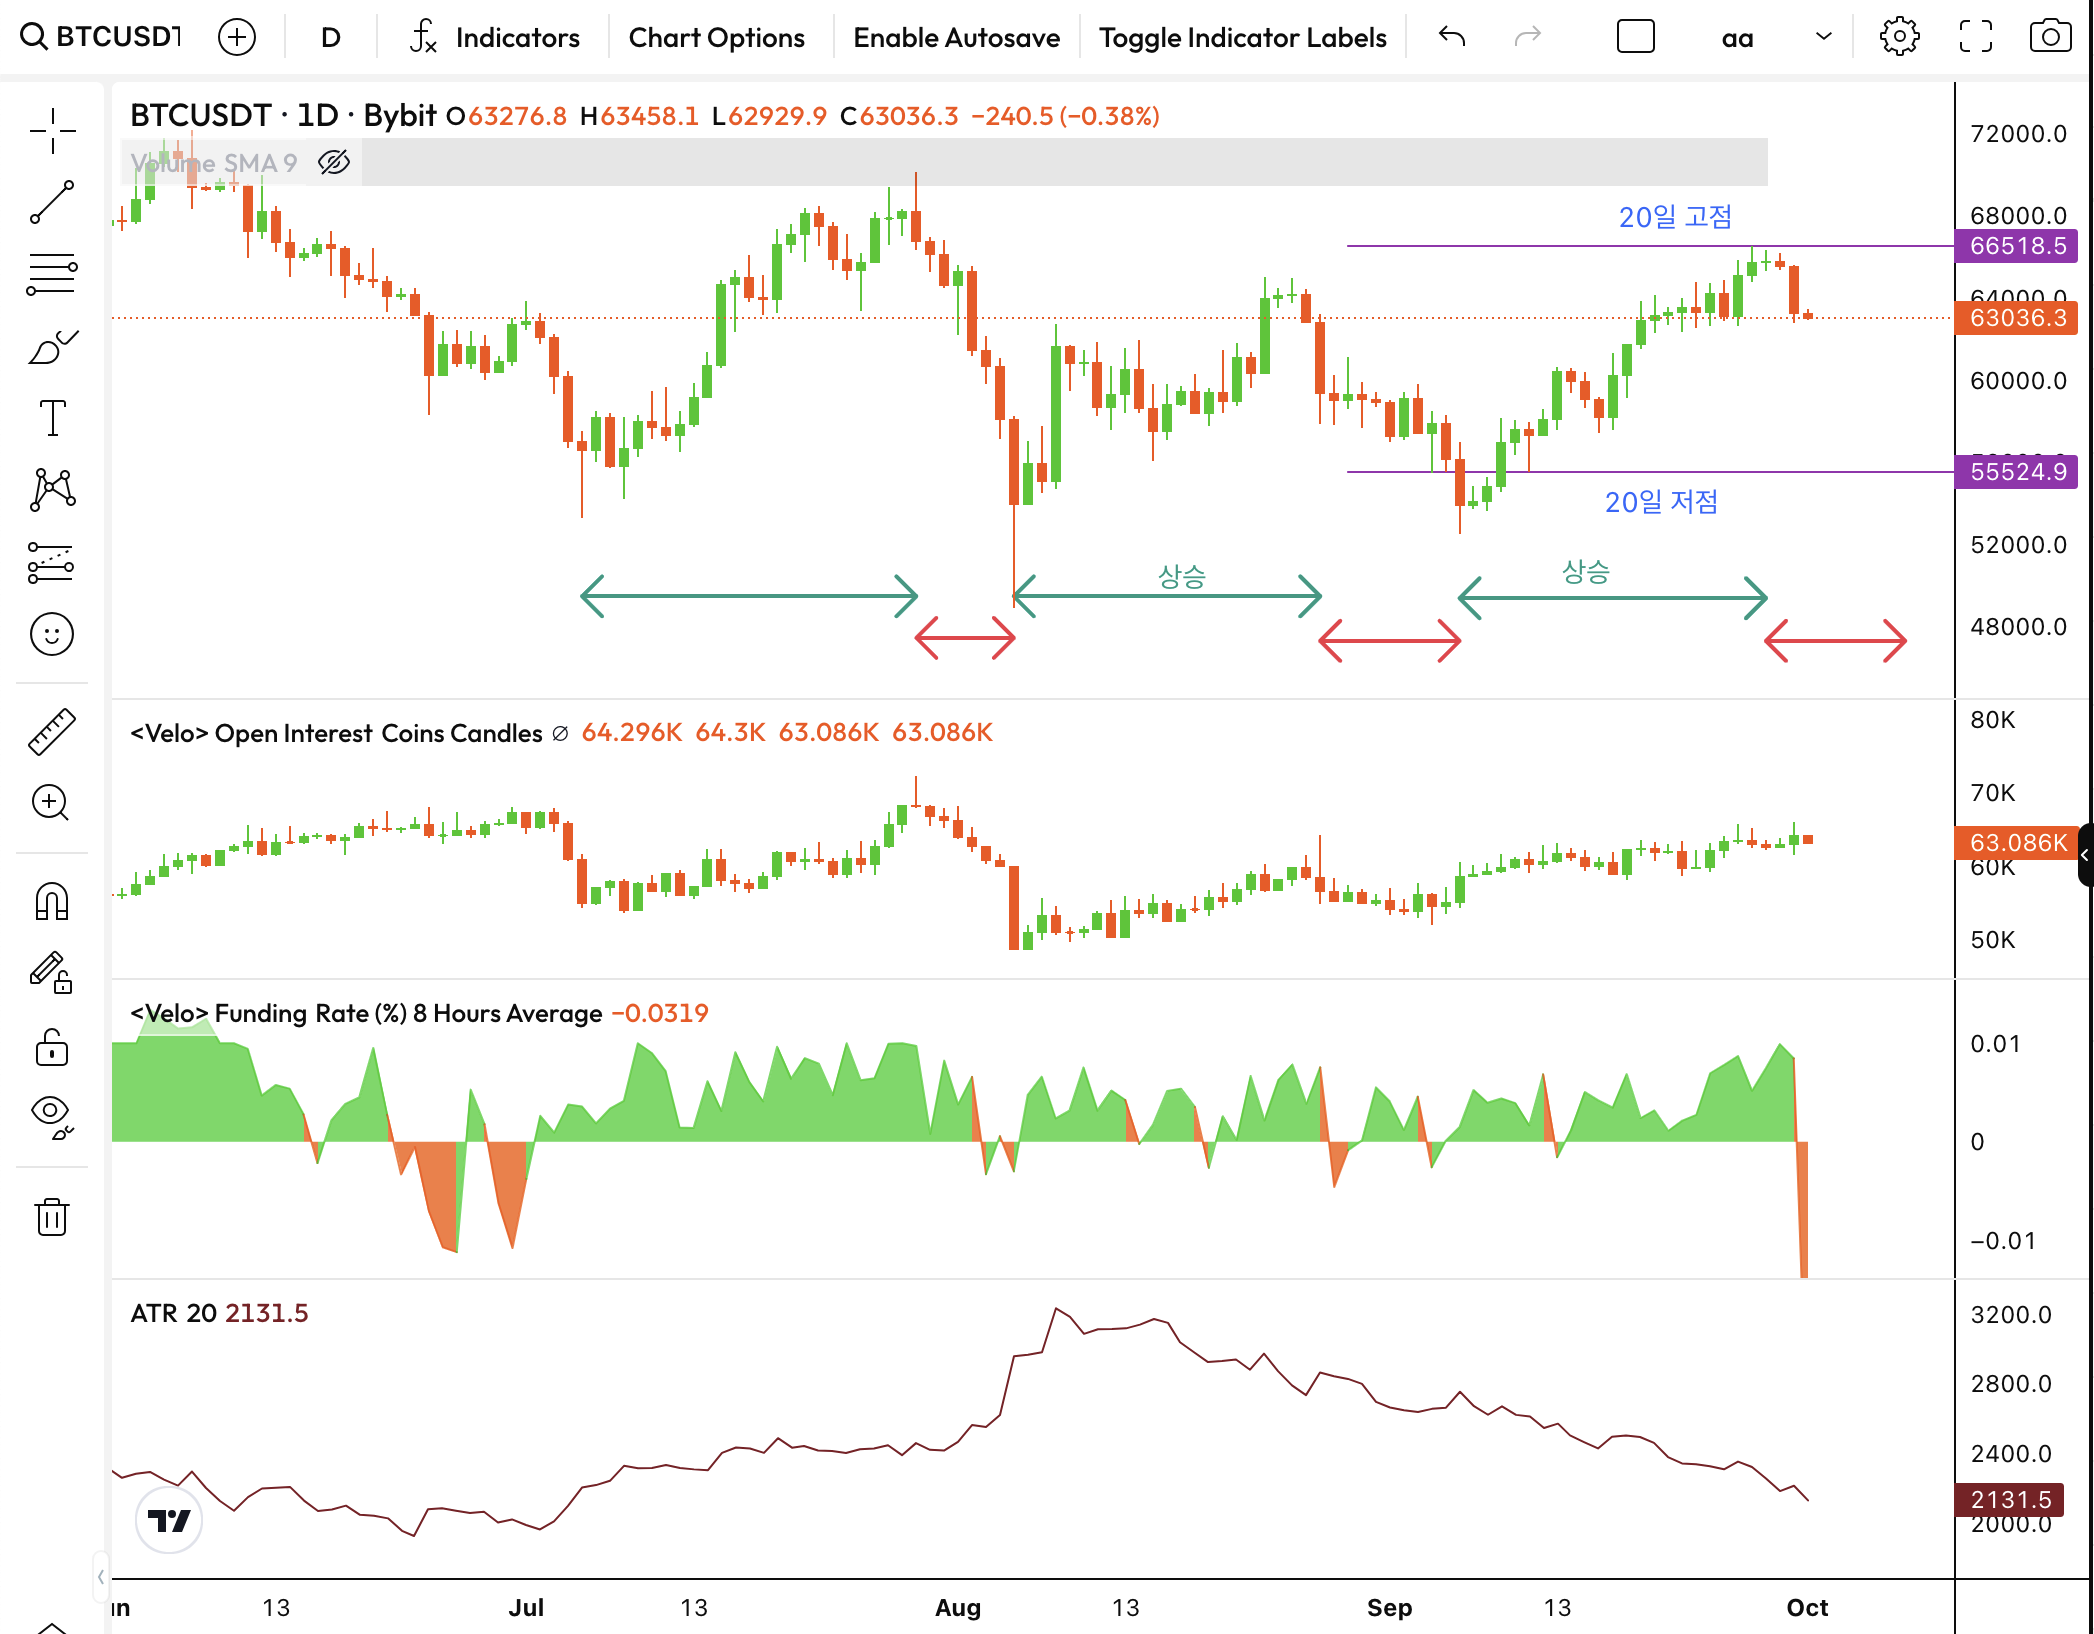 BTCUSDT D Indicators Chart Options Enable Autosave Toggle Indicator Labels aa
BTCUSDT · 1D · Bybit O63276.8 H63458.1 L62929.9 C63036.3 −240.5 (−0.38%)
Volume SMA 9
72000.0
20일 고점
68000.0
66518.5
64000.0
63036.3
60000.0
55524.9
20일 저점
52000.0
상승
상승
48000.0
<Velo> Open Interest Coins Candles ∅ 64.296K 64.3K 63.086K 63.086K
80K
70K
63.086K
60K
50K
<Velo> Funding Rate (%) 8 Hours Average −0.0319
0.01
0
−0.01
ATR 20 2131.5
3200.0
2800.0
2400.0
2131.5
2000.0
13 Jul 13 Aug 13 Sep 13 Oct